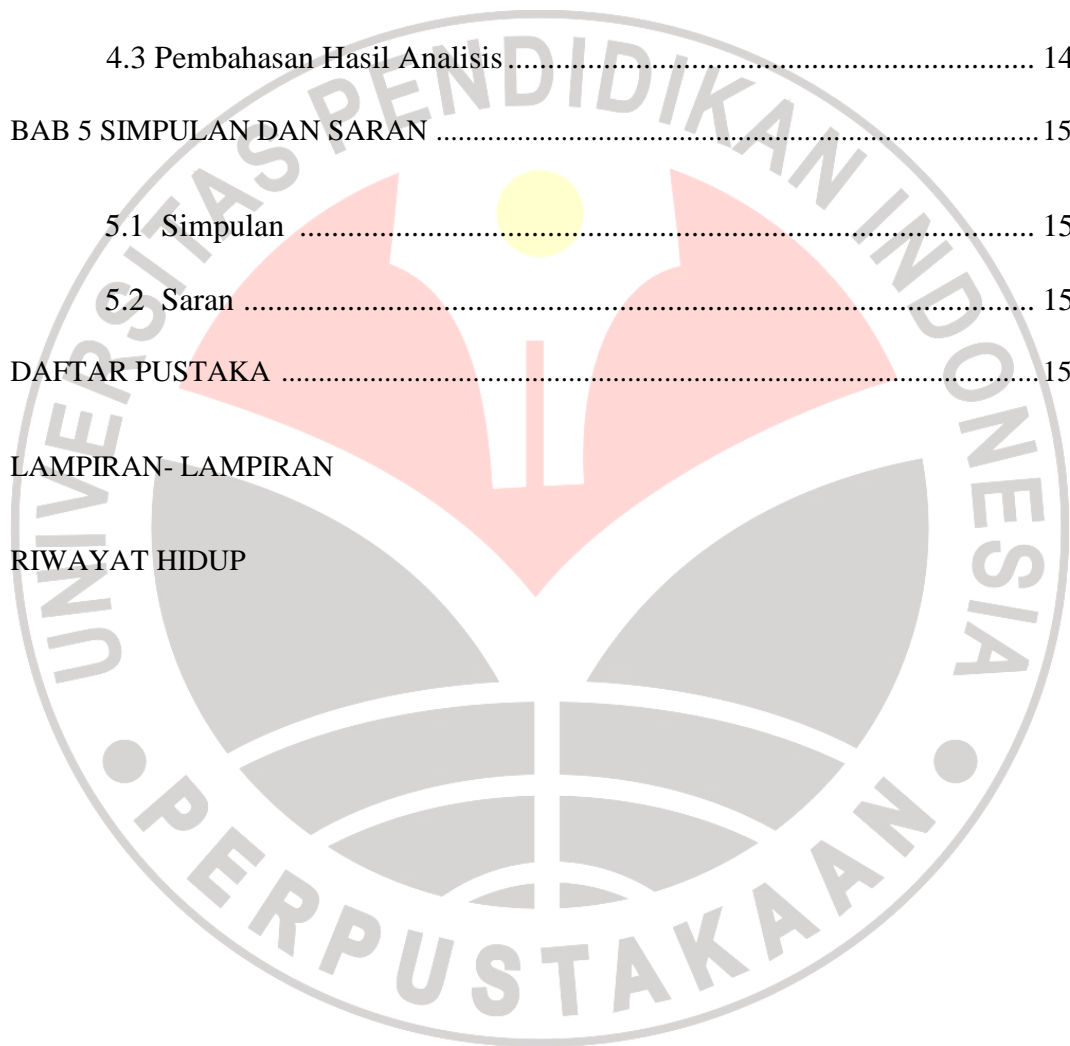 4.3 Pembahasan Hasil Analisis ........................................................................ 14
BAB 5 SIMPULAN DAN SARAN ........................................................................ 15
5.1 Simpulan ........................................................................ 15
5.2 Saran ........................................................................ 15
DAFTAR PUSTAKA ........................................................................ 15
LAMPIRAN- LAMPIRAN
RIWAYAT HIDUP
UNIVERSITAS PENDIDIKAN INDONESIA
PERPUSTAKAAN